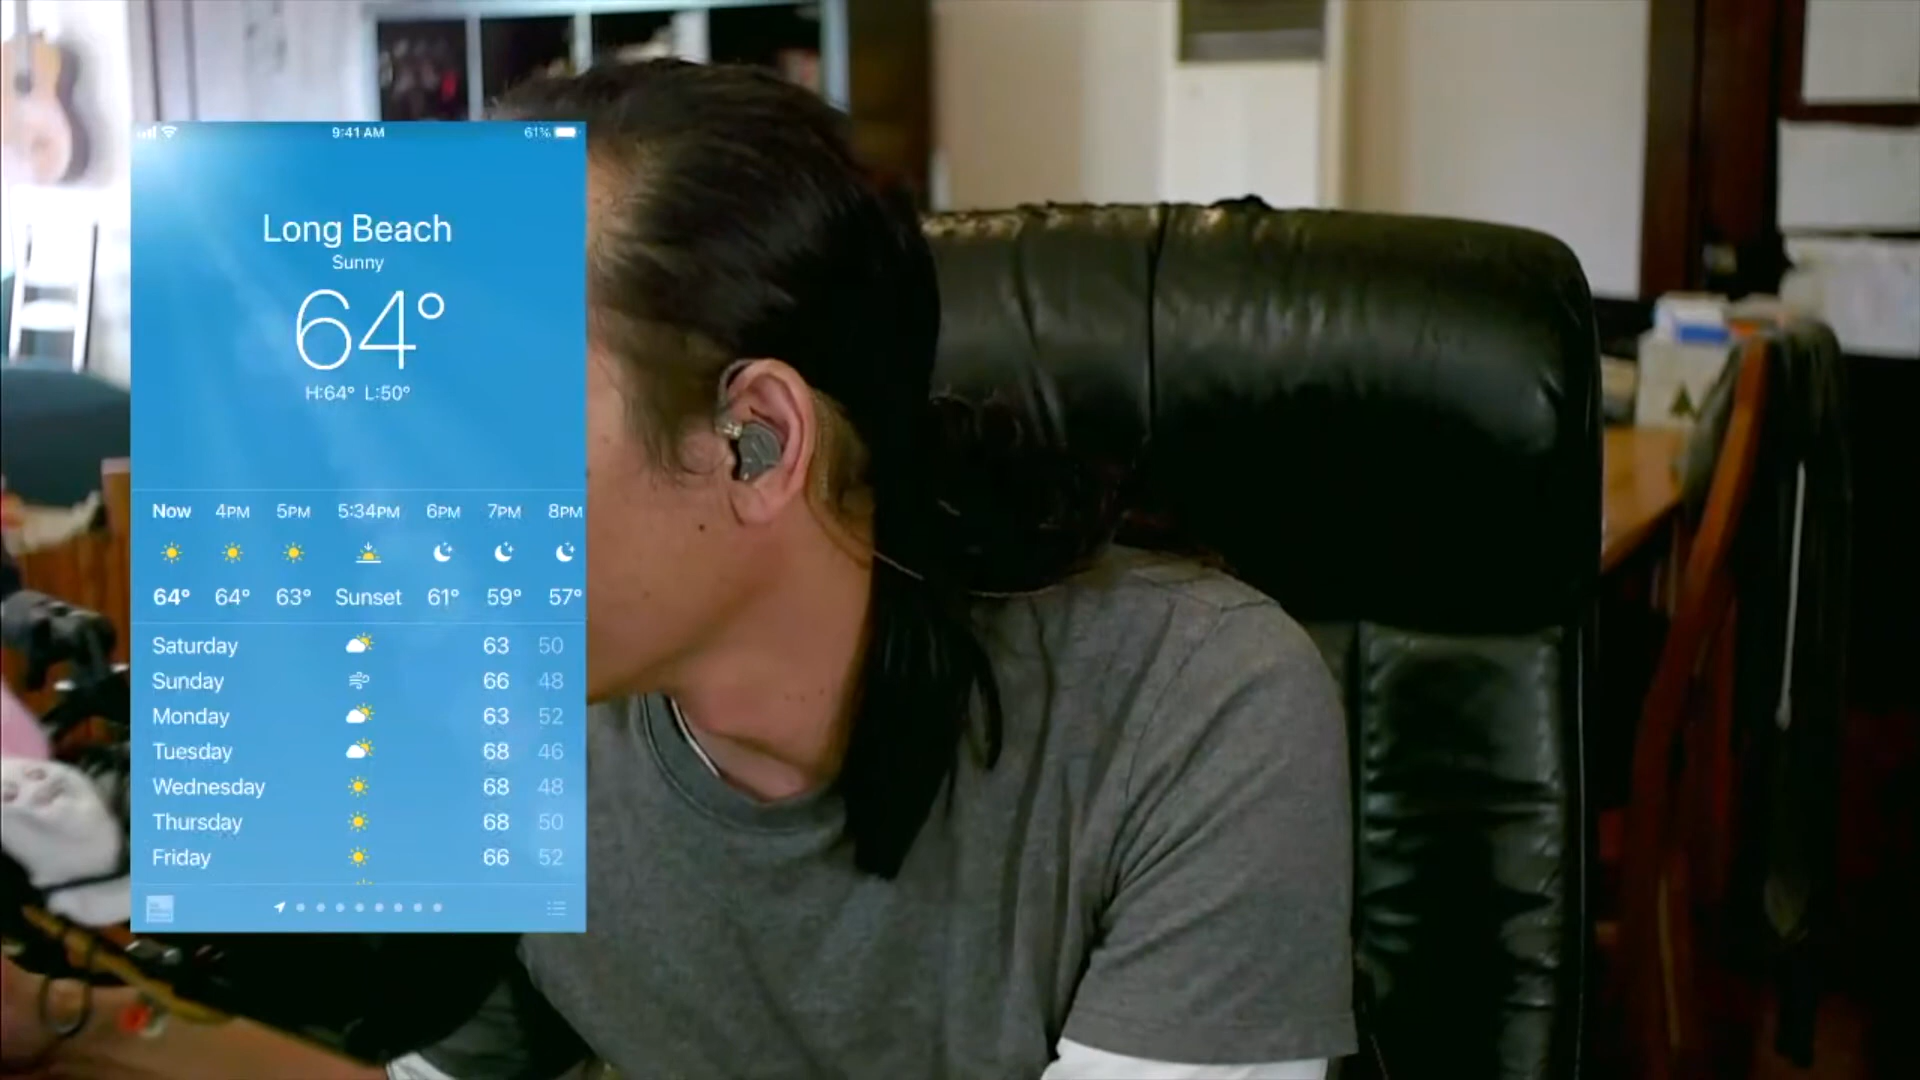 9:41 AM 61%
Long Beach
Sunny
64°
H:64° L:50°
Now 4PM 5PM 5:34PM 6PM 7PM 8PM
64° 64° 63° Sunset 61° 59° 57°
Saturday 63 50
Sunday 66 48
Monday 63 52
Tuesday 68 46
Wednesday 68 48
Thursday 68 50
Friday 66 52